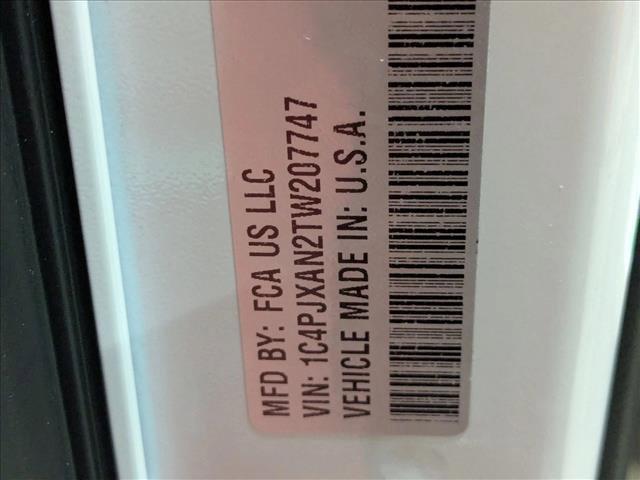 MFD BY: FCA US LLC
VIN: 1C4PJXAN2TW207747
VEHICLE MADE IN: U.S.A.